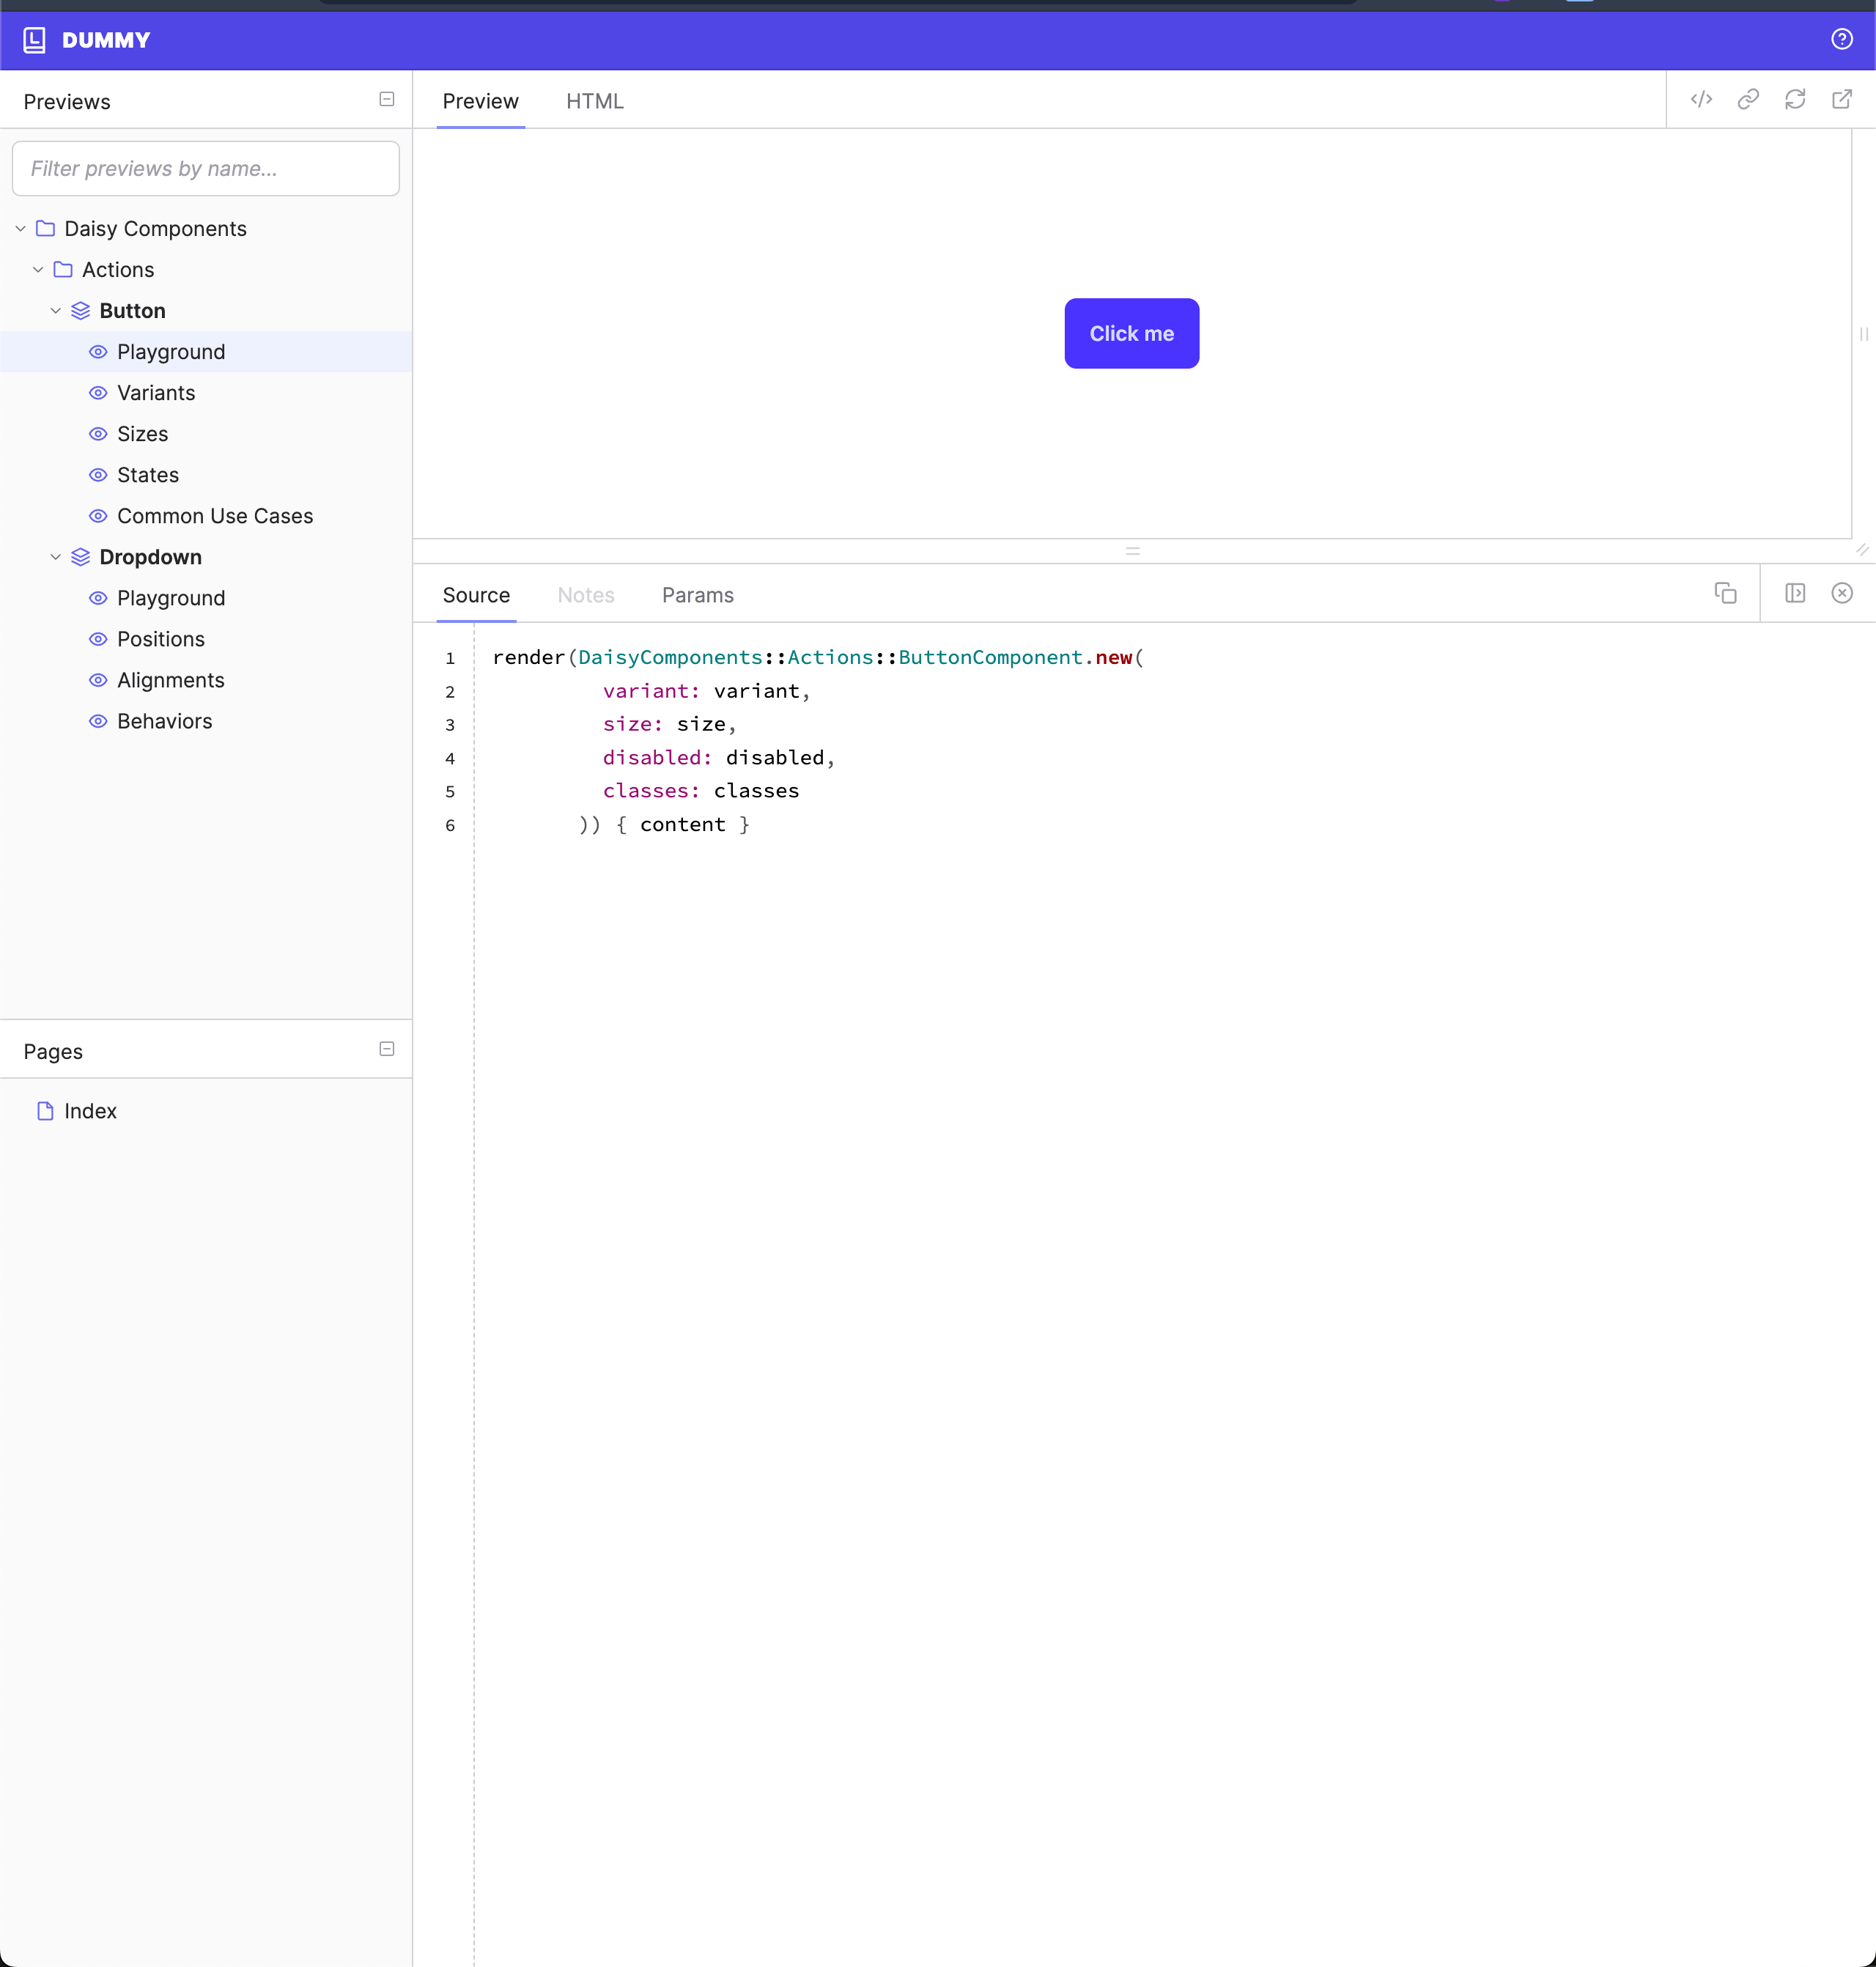 DUMMY
Previews
Filter previews by name...
Daisy Components
Actions
Button
Playground
Variants
Sizes
States
Common Use Cases
Dropdown
Playground
Positions
Alignments
Behaviors
Pages
Index
Preview HTML
Click me
Source Notes Params
1 render(DaisyComponents::Actions::ButtonComponent.new(
2 variant: variant,
3 size: size,
4 disabled: disabled,
5 classes: classes
6 )) { content }